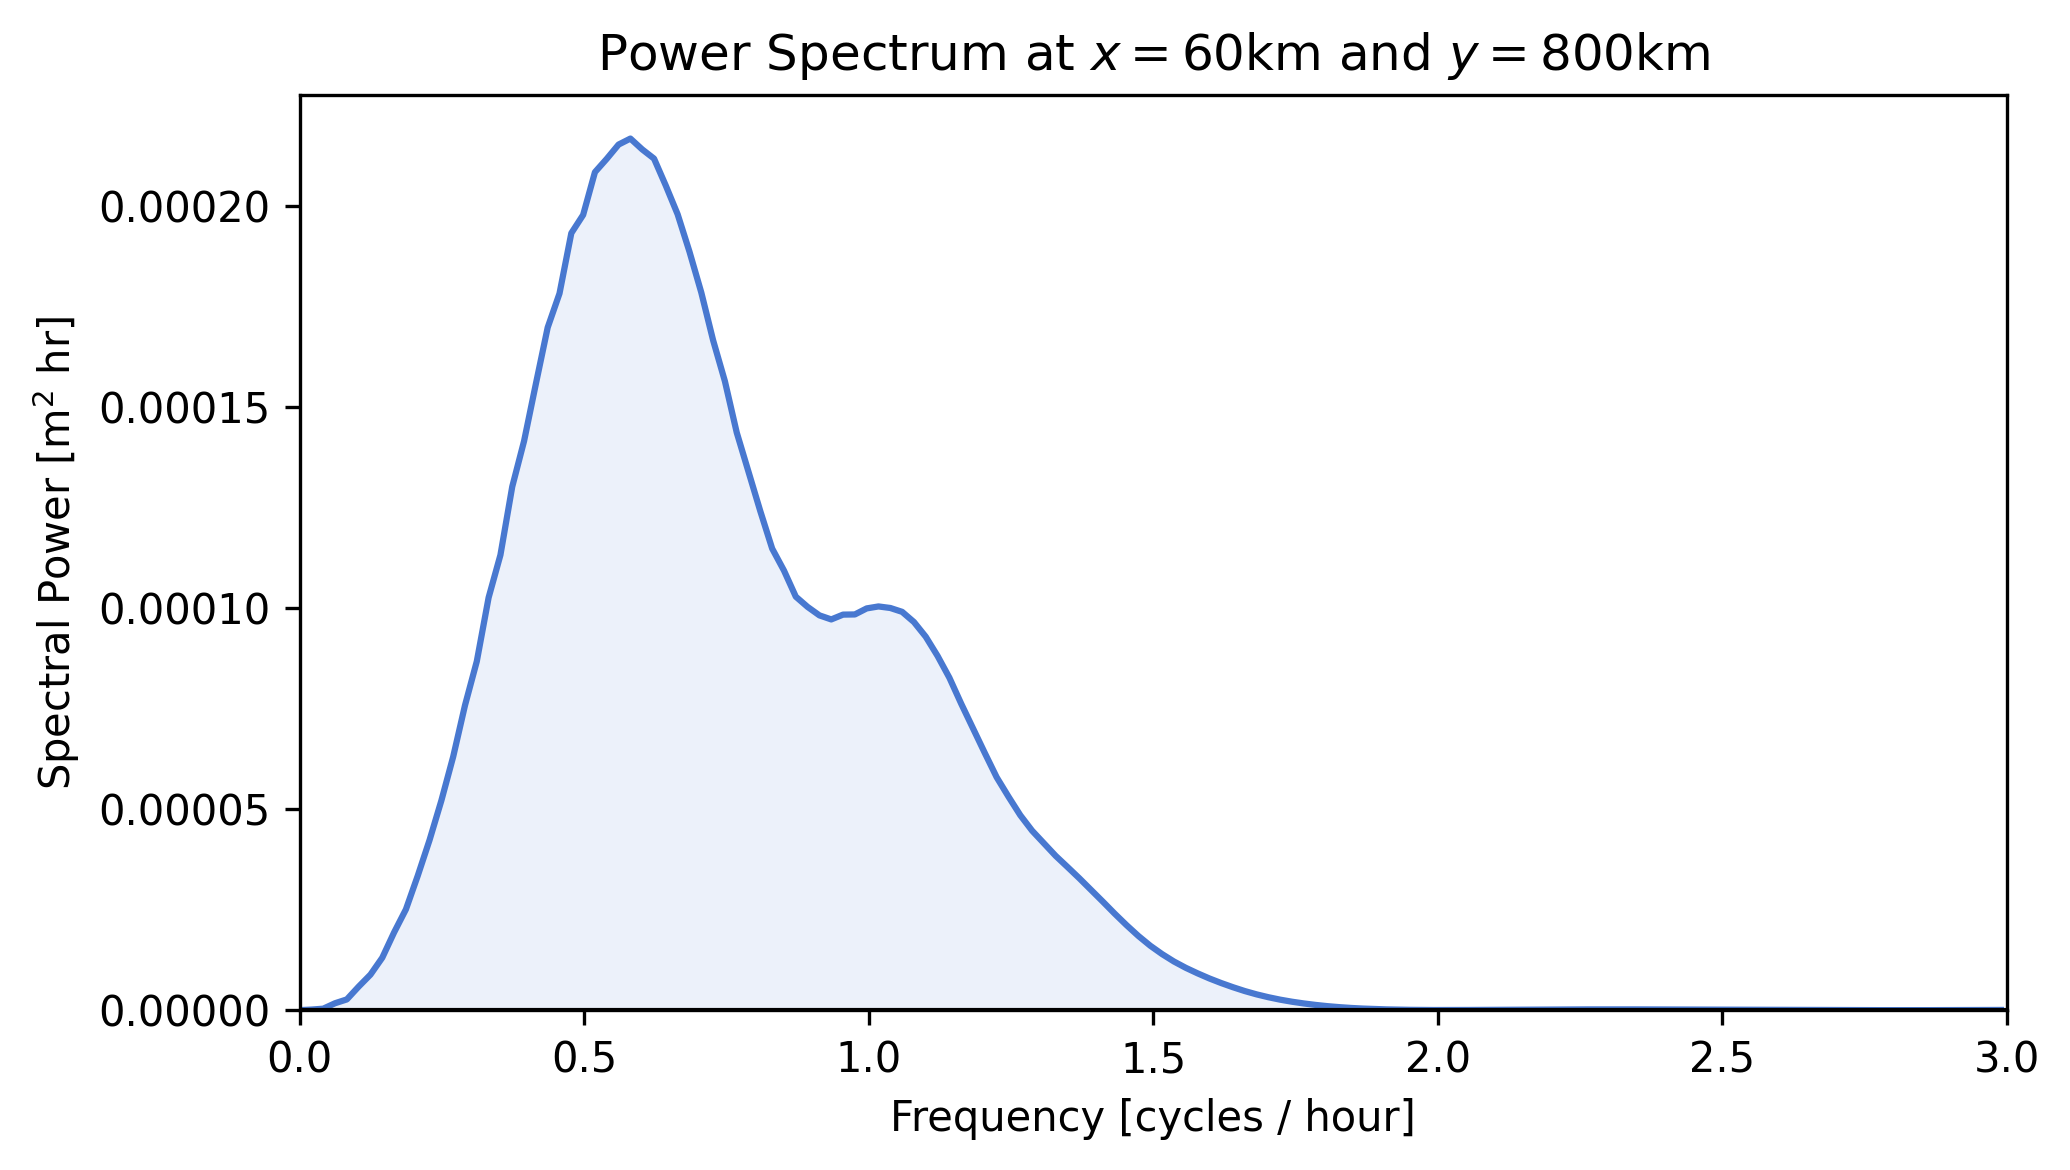 Power Spectrum at x = 60km and y = 800km
Spectral Power [m² hr]
0.00020
0.00015
0.00010
0.00005
0.00000
0.0 0.5 1.0 1.5 2.0 2.5 3.0
Frequency [cycles / hour]